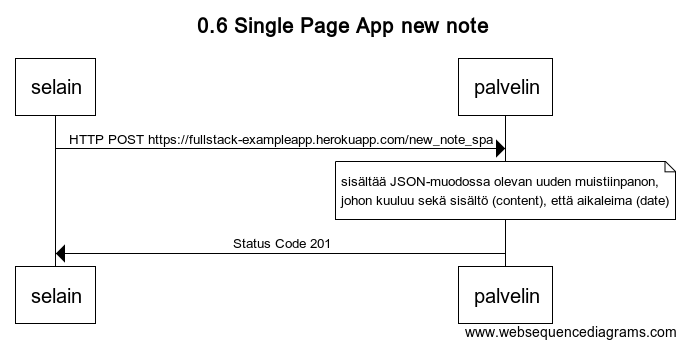 0.6 Single Page App new note
selain
palvelin
HTTP POST https://fullstack-exampleapp.herokuapp.com/new_note_spa
sisältää JSON-muodossa olevan uuden muistiinpanon,
johon kuuluu sekä sisältö (content), että aikaleima (date)
Status Code 201
selain
palvelin
www.websequencediagrams.com